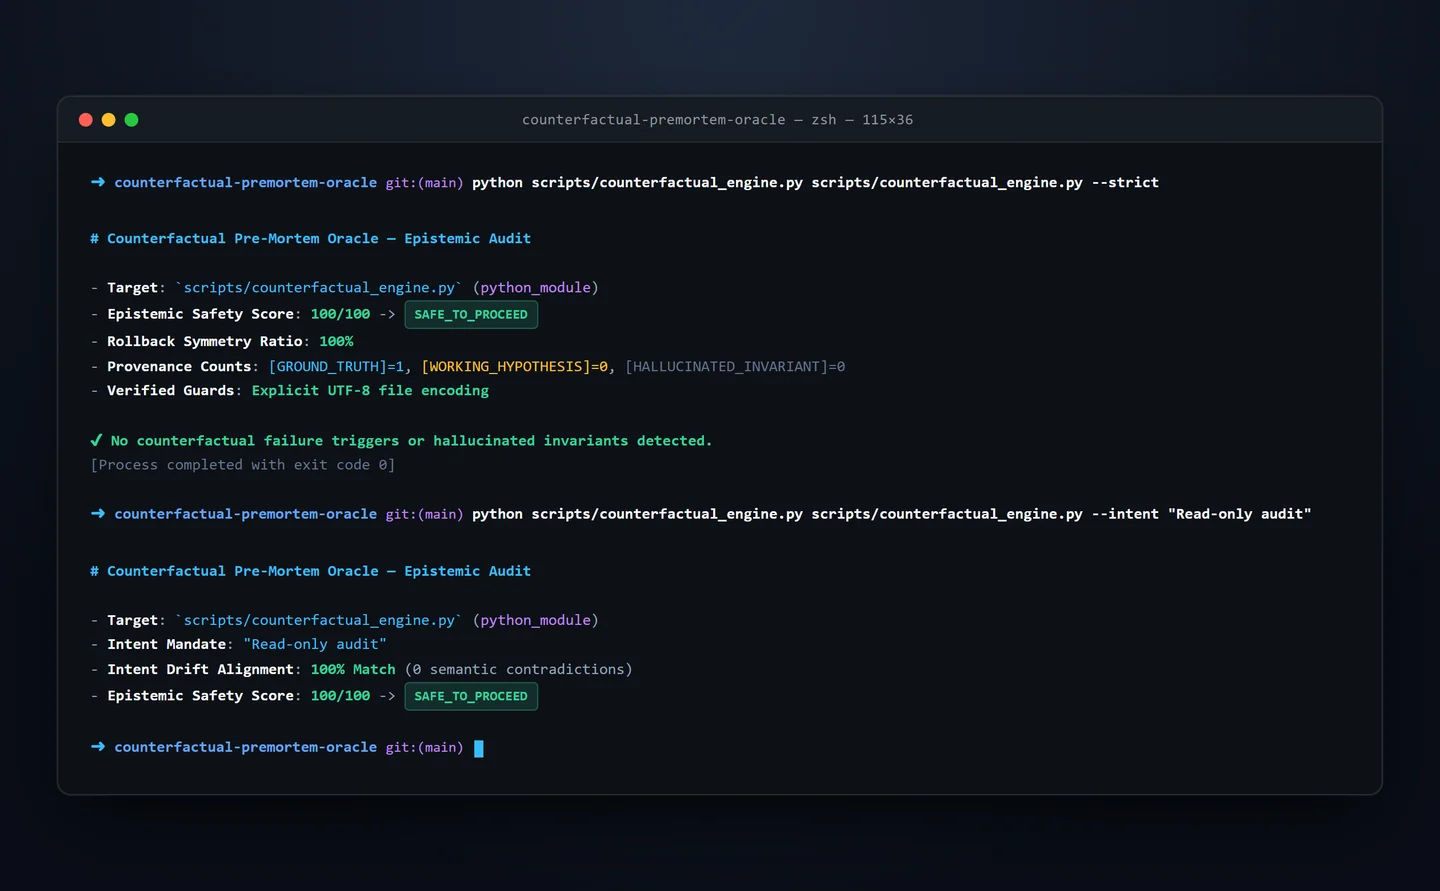 counterfactual-premortem-oracle — zsh — 115×36
➜ counterfactual-premortem-oracle git:(main) python scripts/counterfactual_engine.py scripts/counterfactual_engine.py --strict
# Counterfactual Pre-Mortem Oracle — Epistemic Audit
- Target: `scripts/counterfactual_engine.py` (python_module)
- Epistemic Safety Score: 100/100 -> SAFE_TO_PROCEED
- Rollback Symmetry Ratio: 100%
- Provenance Counts: [GROUND_TRUTH]=1, [WORKING_HYPOTHESIS]=0, [HALLUCINATED_INVARIANT]=0
- Verified Guards: Explicit UTF-8 file encoding
✓ No counterfactual failure triggers or hallucinated invariants detected.
[Process completed with exit code 0]
➜ counterfactual-premortem-oracle git:(main) python scripts/counterfactual_engine.py scripts/counterfactual_engine.py --intent "Read-only audit"
# Counterfactual Pre-Mortem Oracle — Epistemic Audit
- Target: `scripts/counterfactual_engine.py` (python_module)
- Intent Mandate: "Read-only audit"
- Intent Drift Alignment: 100% Match (0 semantic contradictions)
- Epistemic Safety Score: 100/100 -> SAFE_TO_PROCEED
➜ counterfactual-premortem-oracle git:(main)